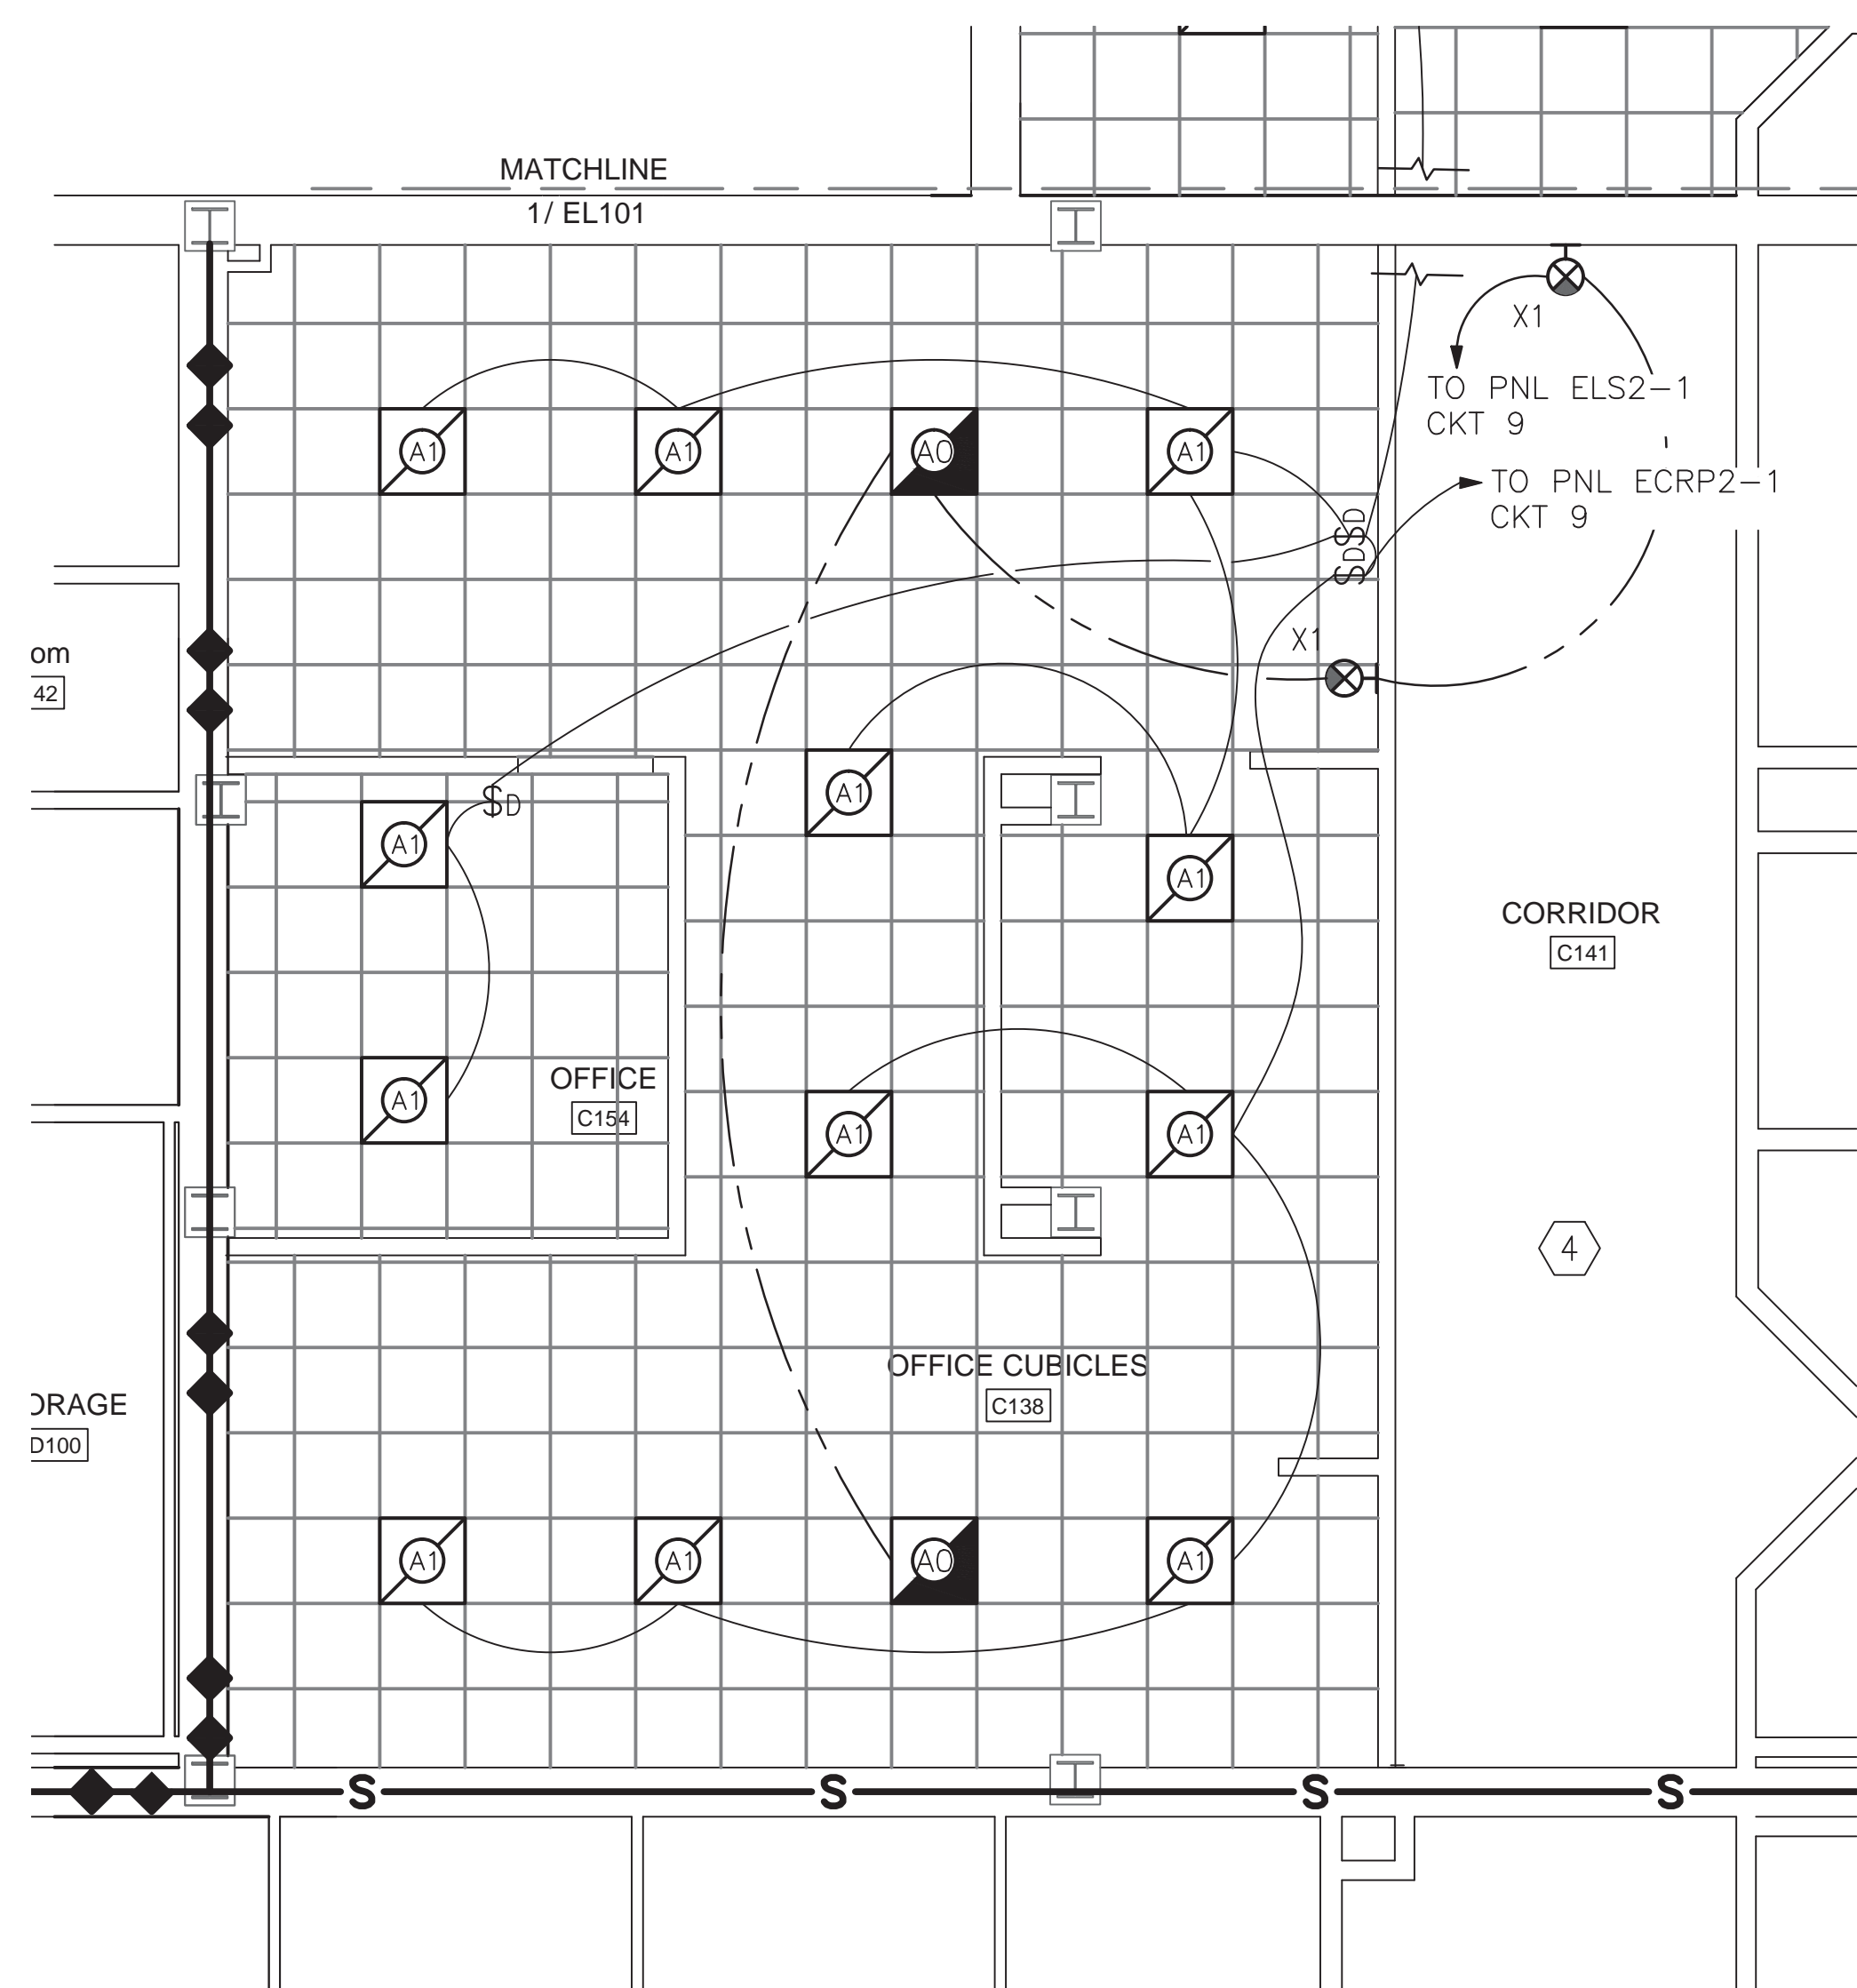 MATCHLINE
1/ EL101
X1
TO PNL ELS2-1
CKT 9
A1
A1
A0
A1
TO PNL ECRP2-1
CKT 9
$D
$D
X1
om
42
A1
$D
A1
A1
A1
CORRIDOR
C141
OFFICE
C154
A1
A1
A1
4
OFFICE CUBICLES
C138
ORAGE
D100
A1
A1
A0
A1
S
S
S
S